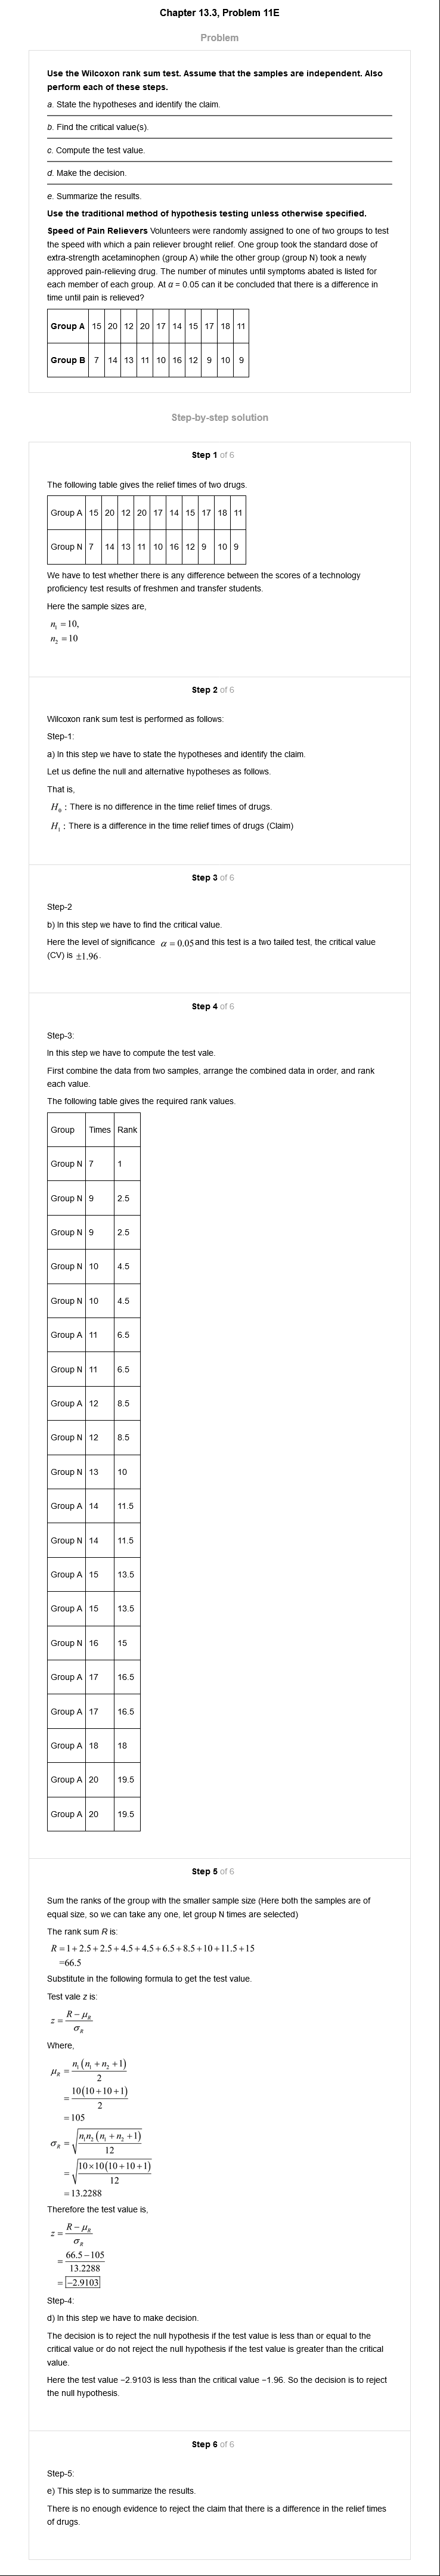 Chapter 13.3, Problem 11E
Problem
Use the Wilcoxon rank sum test. Assume that the samples are independent. Also
perform each of these steps.
a. State the hypotheses and identify the claim.
b. Find the critical value(s).
c. Compute the test value.
d. Make the decision.
e. Summarize the results.
Use the traditional method of hypothesis testing unless otherwise specified.
Speed of Pain Relievers Volunteers were randomly assigned to one of two groups to test
the speed with which a pain reliever brought relief. One group took the standard dose of
extra-strength acetaminophen (group A) while the other group (group N) took a newly
approved pain-relieving drug. The number of minutes until symptoms abated is listed for
each member of each group. At α = 0.05 can it be concluded that there is a difference in
time until pain is relieved?
Group A 15 20 12 20 17 14 15 17 18 11
Group B 7 14 13 11 10 16 12 9 10 9
Step-by-step solution
Step 1 of 6
The following table gives the relief times of two drugs.
Group A 15 20 12 20 17 14 15 17 18 11
Group N 7 14 13 11 10 16 12 9 10 9
We have to test whether there is any difference between the scores of a technology
proficiency test results of freshmen and transfer students.
Here the sample sizes are,
n₁ = 10,
n₂ = 10
Step 2 of 6
Wilcoxon rank sum test is performed as follows:
Step-1:
a) In this step we have to state the hypotheses and identify the claim.
Let us define the null and alternative hypotheses as follows.
That is,
H₀ : There is no difference in the time relief times of drugs.
H₁ : There is a difference in the time relief times of drugs (Claim)
Step 3 of 6
Step-2
b) In this step we have to find the critical value.
Here the level of significance α = 0.05 and this test is a two tailed test, the critical value
(CV) is ±1.96.
Step 4 of 6
Step-3:
In this step we have to compute the test vale.
First combine the data from two samples, arrange the combined data in order, and rank
each value.
The following table gives the required rank values.
Group Times Rank
Group N 7 1
Group N 9 2.5
Group N 9 2.5
Group N 10 4.5
Group N 10 4.5
Group A 11 6.5
Group N 11 6.5
Group A 12 8.5
Group N 12 8.5
Group N 13 10
Group A 14 11.5
Group N 14 11.5
Group A 15 13.5
Group A 15 13.5
Group N 16 15
Group A 17 16.5
Group A 17 16.5
Group A 18 18
Group A 20 19.5
Group A 20 19.5
Step 5 of 6
Sum the ranks of the group with the smaller sample size (Here both the samples are of
equal size, so we can take any one, let group N times are selected)
The rank sum R is:
R = 1 + 2.5 + 2.5 + 4.5 + 4.5 + 6.5 + 8.5 + 10 + 11.5 + 15
=66.5
Substitute in the following formula to get the test value.
Test vale z is:
z = (R − μ_R) / σ_R
Where,
μ_R = n₁(n₁ + n₂ + 1) / 2
= 10(10 + 10 + 1) / 2
= 105
σ_R = √(n₁n₂(n₁ + n₂ + 1) / 12)
= √(10×10(10 + 10 + 1) / 12)
= 13.2288
Therefore the test value is,
z = (R − μ_R) / σ_R
= (66.5 − 105) / 13.2288
= −2.9103
Step-4:
d) In this step we have to make decision.
The decision is to reject the null hypothesis if the test value is less than or equal to the
critical value or do not reject the null hypothesis if the test value is greater than the critical
value.
Here the test value −2.9103 is less than the critical value −1.96. So the decision is to reject
the null hypothesis.
Step 6 of 6
Step-5:
e) This step is to summarize the results.
There is no enough evidence to reject the claim that there is a difference in the relief times
of drugs.